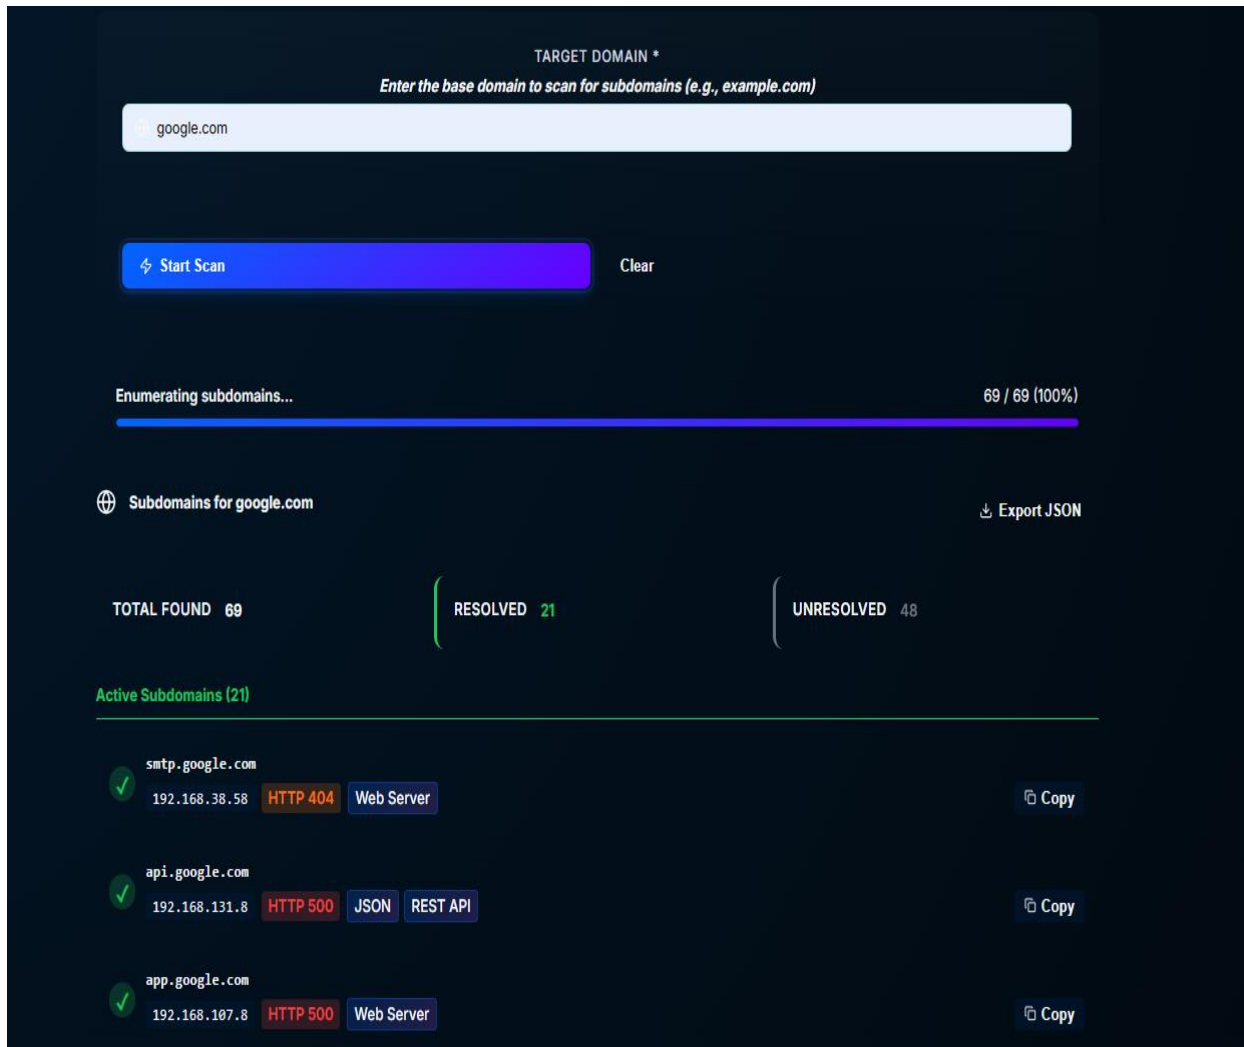 TARGET DOMAIN *
Enter the base domain to scan for subdomains (e.g., example.com)
google.com
Start Scan
Clear
Enumerating subdomains...
69 / 69 (100%)
Subdomains for google.com
Export JSON
TOTAL FOUND 69
RESOLVED 21
UNRESOLVED 48
Active Subdomains (21)
smtp.google.com
192.168.38.58 HTTP 404 Web Server
Copy
api.google.com
192.168.131.8 HTTP 500 JSON REST API
Copy
app.google.com
192.168.107.8 HTTP 500 Web Server
Copy